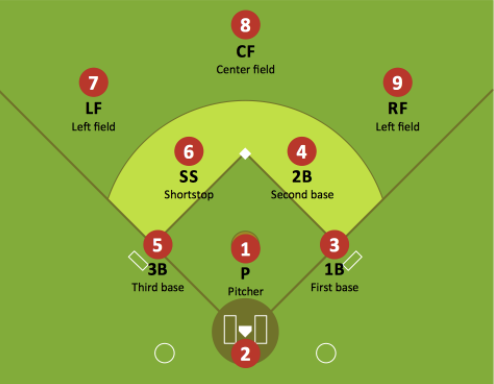 8
CF
Center field
7
LF
Left field
9
RF
Left field
6
SS
Shortstop
4
2B
Second base
5
3B
Third base
1
P
Pitcher
3
1B
First base
2